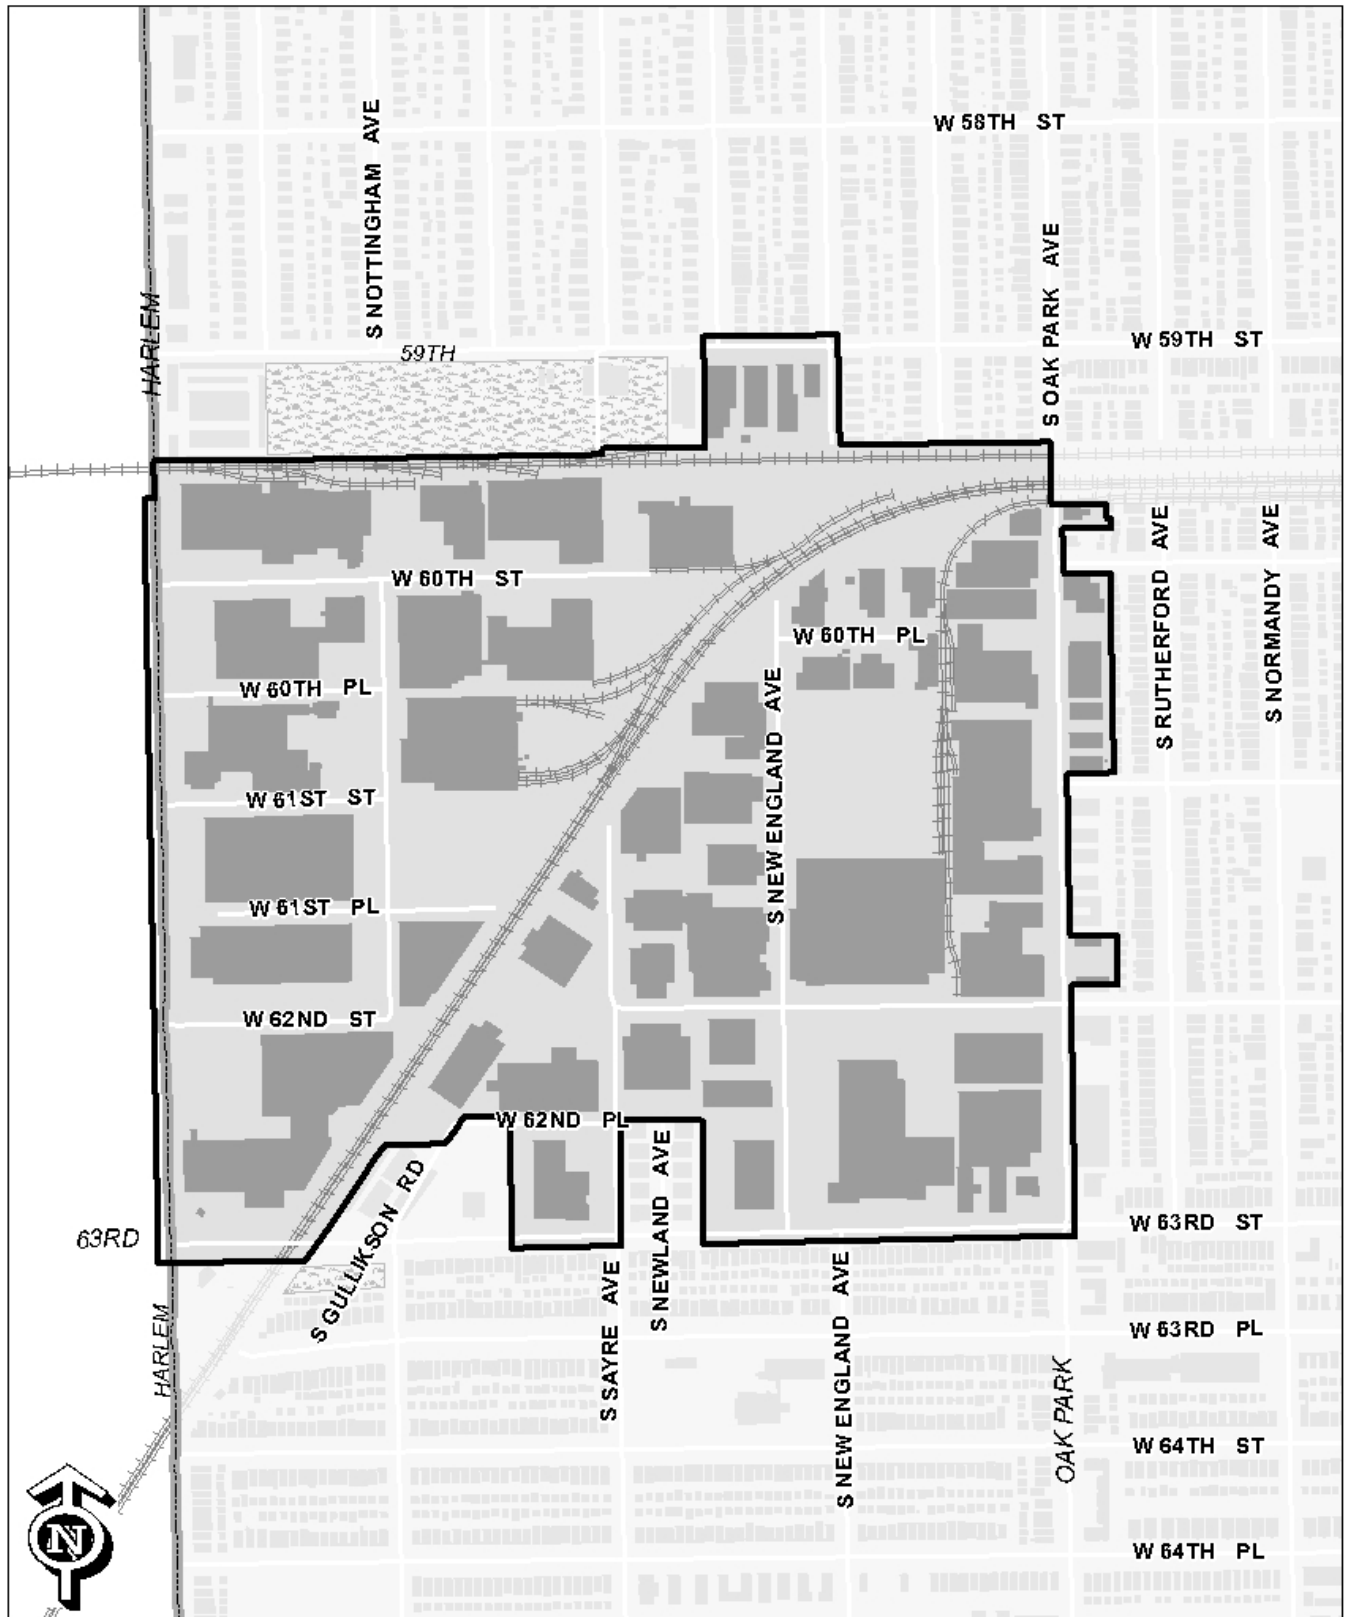 W 58TH ST
S NOTTINGHAM AVE
S OAK PARK AVE
HARLEM
W 59TH ST
59TH
S RUTHERFORD AVE
S NORMANDY AVE
W 60TH ST
W 60TH PL
W 60TH PL
S NEW ENGLAND AVE
W 61ST ST
W 61ST PL
W 62ND ST
W 62ND PL
S NEWLAND AVE
S GULLIKSON RD
63RD
W 63RD ST
S SAYRE AVE
S NEW ENGLAND AVE
HARLEM
W 63RD PL
OAK PARK
W 64TH ST
N
W 64TH PL